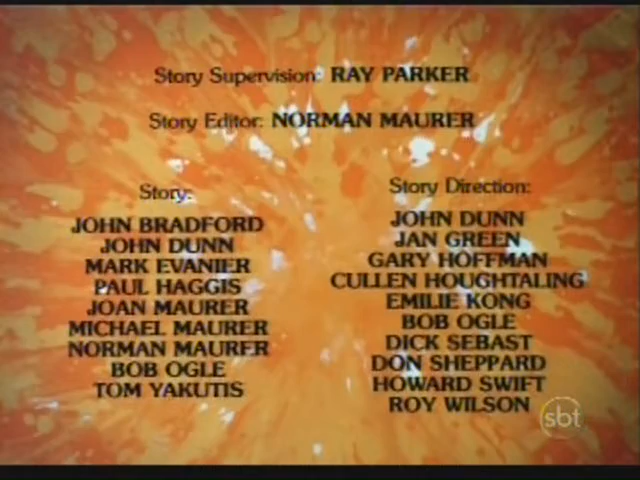 Story Supervision: RAY PARKER
Story Editor: NORMAN MAURER
Story:
JOHN BRADFORD
JOHN DUNN
MARK EVANIER
PAUL HAGGIS
JOAN MAURER
MICHAEL MAURER
NORMAN MAURER
BOB OGLE
TOM YAKUTIS
Story Direction:
JOHN DUNN
JAN GREEN
GARY HOFFMAN
CULLEN HOUGHTALING
EMILIE KONG
BOB OGLE
DICK SEBAST
DON SHEPPARD
HOWARD SWIFT
ROY WILSON
sbt